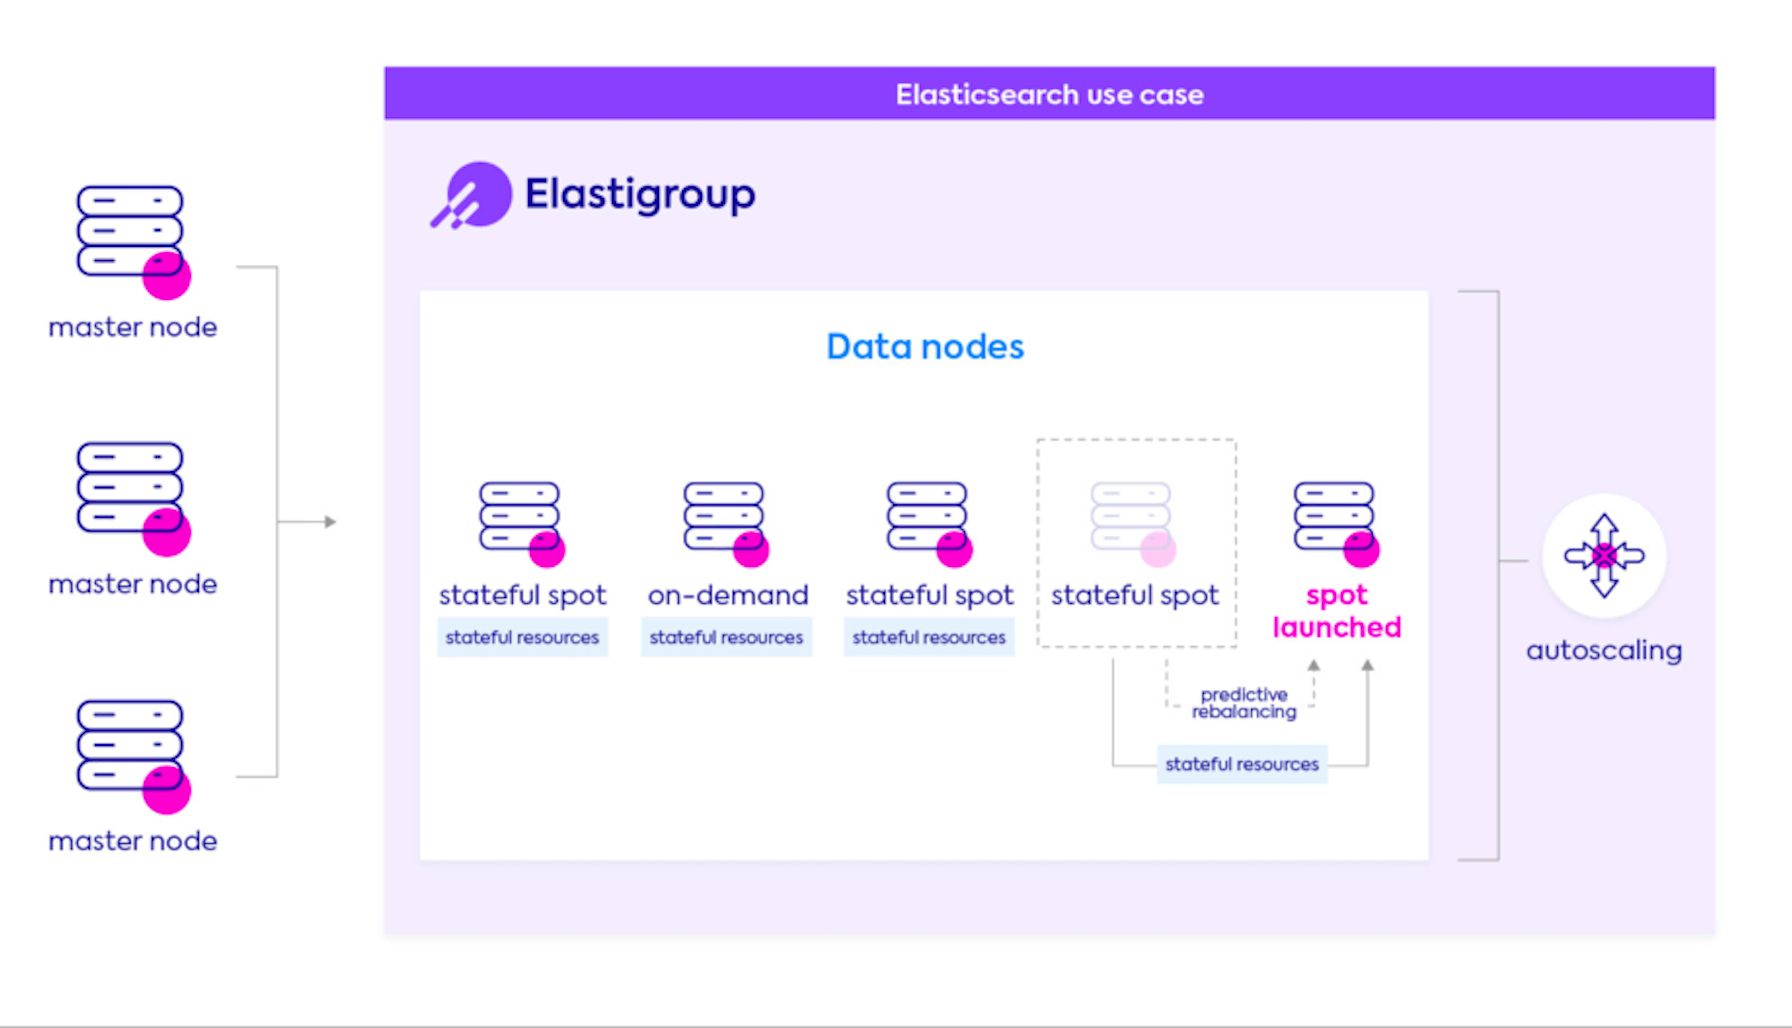 Elasticsearch use case
Elastigroup
master node
master node
master node
Data nodes
stateful spot
stateful resources
on-demand
stateful resources
stateful spot
stateful resources
stateful spot
spot
launched
predictive
rebalancing
stateful resources
autoscaling